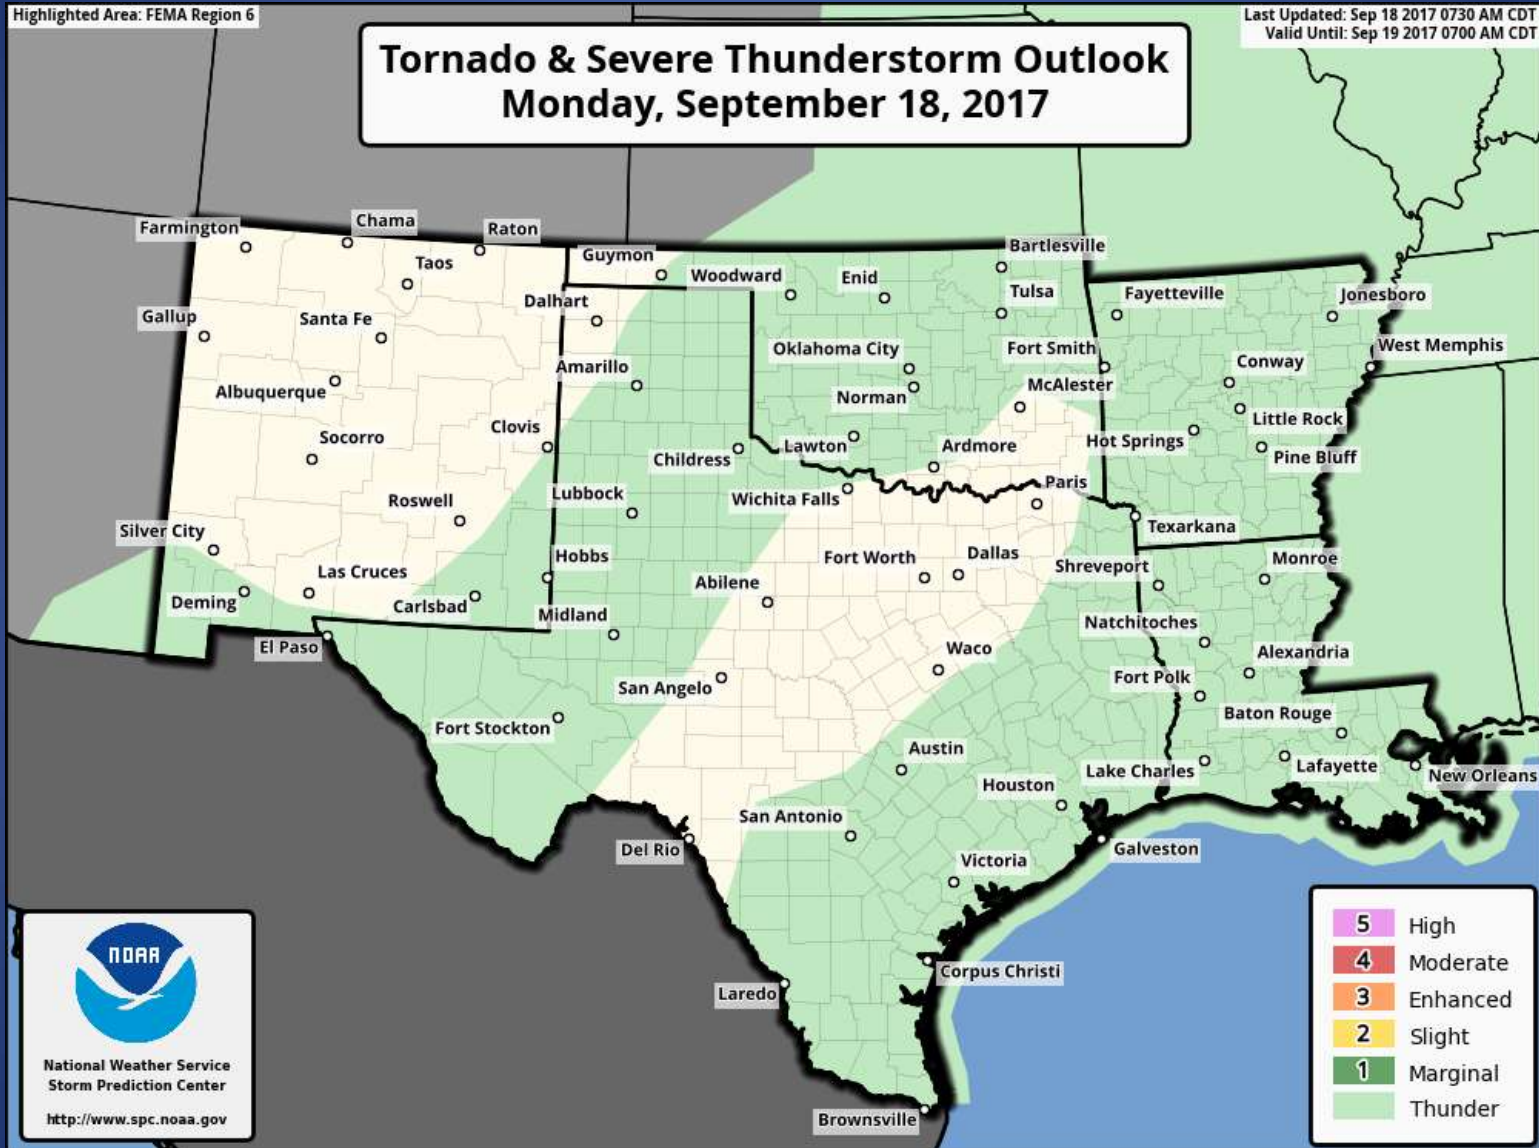 Highlighted Area: FEMA Region 6
Last Updated: Sep 18 2017 0730 AM CDT
Valid Until: Sep 19 2017 0700 AM CDT
Tornado & Severe Thunderstorm Outlook
Monday, September 18, 2017
Farmington
Chama
Raton
Taos
Guymon
Woodward
Enid
Bartlesville
Tulsa
Fayetteville
Jonesboro
Gallup
Santa Fe
Dalhart
Oklahoma City
Fort Smith
West Memphis
Albuquerque
Amarillo
Norman
McAlester
Conway
Little Rock
Socorro
Clovis
Childress
Lawton
Ardmore
Hot Springs
Pine Bluff
Roswell
Lubbock
Wichita Falls
Paris
Texarkana
Silver City
Las Cruces
Hobbs
Abilene
Fort Worth
Dallas
Shreveport
Monroe
Deming
Carlsbad
Midland
Natchitoches
El Paso
San Angelo
Waco
Alexandria
Fort Polk
Fort Stockton
Austin
Baton Rouge
Houston
Lake Charles
Lafayette
New Orleans
San Antonio
Del Rio
Victoria
Galveston
Corpus Christi
Laredo
Brownsville
NOAA
National Weather Service
Storm Prediction Center
http://www.spc.noaa.gov
5 High
4 Moderate
3 Enhanced
2 Slight
1 Marginal
Thunder